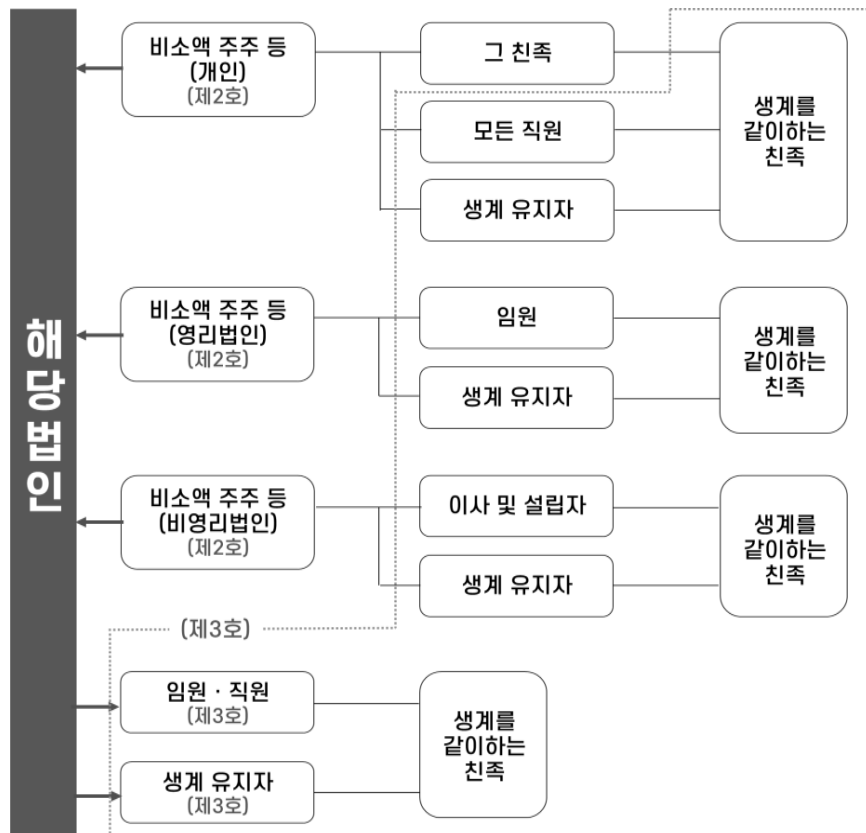 해당법인
비소액 주주 등
(개인)
(제2호)
그 친족
모든 직원
생계 유지자
생계를
같이하는
친족
비소액 주주 등
(영리법인)
(제2호)
임원
생계 유지자
생계를
같이하는
친족
비소액 주주 등
(비영리법인)
(제2호)
이사 및 설립자
생계 유지자
생계를
같이하는
친족
(제3호)
임원 · 직원
(제3호)
생계 유지자
(제3호)
생계를
같이하는
친족